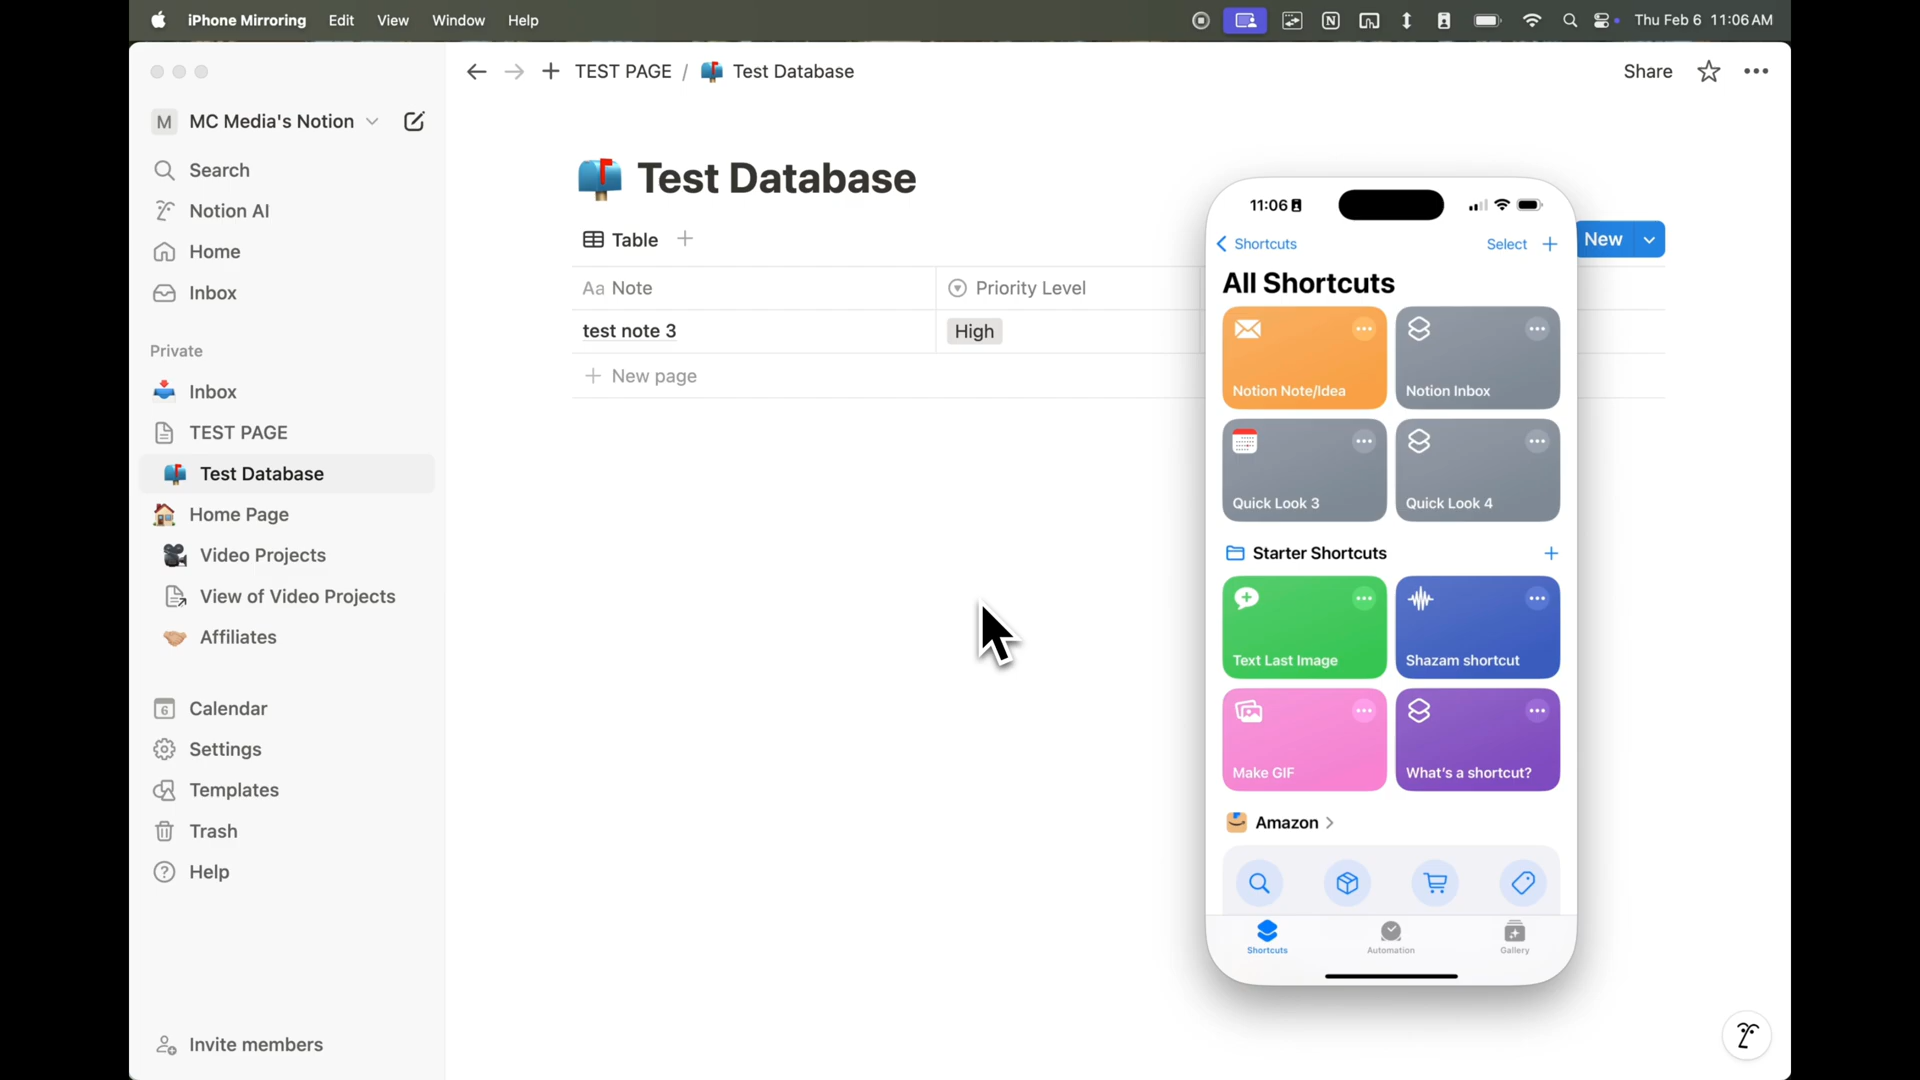 iPhone Mirroring Edit View Window Help
Thu Feb 6 11:06 AM
TEST PAGE / Test Database
Share
M MC Media's Notion
Search
Notion AI
Home
Inbox
Private
Inbox
TEST PAGE
Test Database
Home Page
Video Projects
View of Video Projects
Affiliates
6 Calendar
Settings
Templates
Trash
Help
Invite members
Test Database
Table
New
Aa Note Priority Level
test note 3 High
New page
11:06
Shortcuts Select
All Shortcuts
Notion Note/Idea Notion Inbox
Quick Look 3 Quick Look 4
Starter Shortcuts
Text Last Image Shazam shortcut
Make GIF What's a shortcut?
Amazon
Shortcuts Automation Gallery